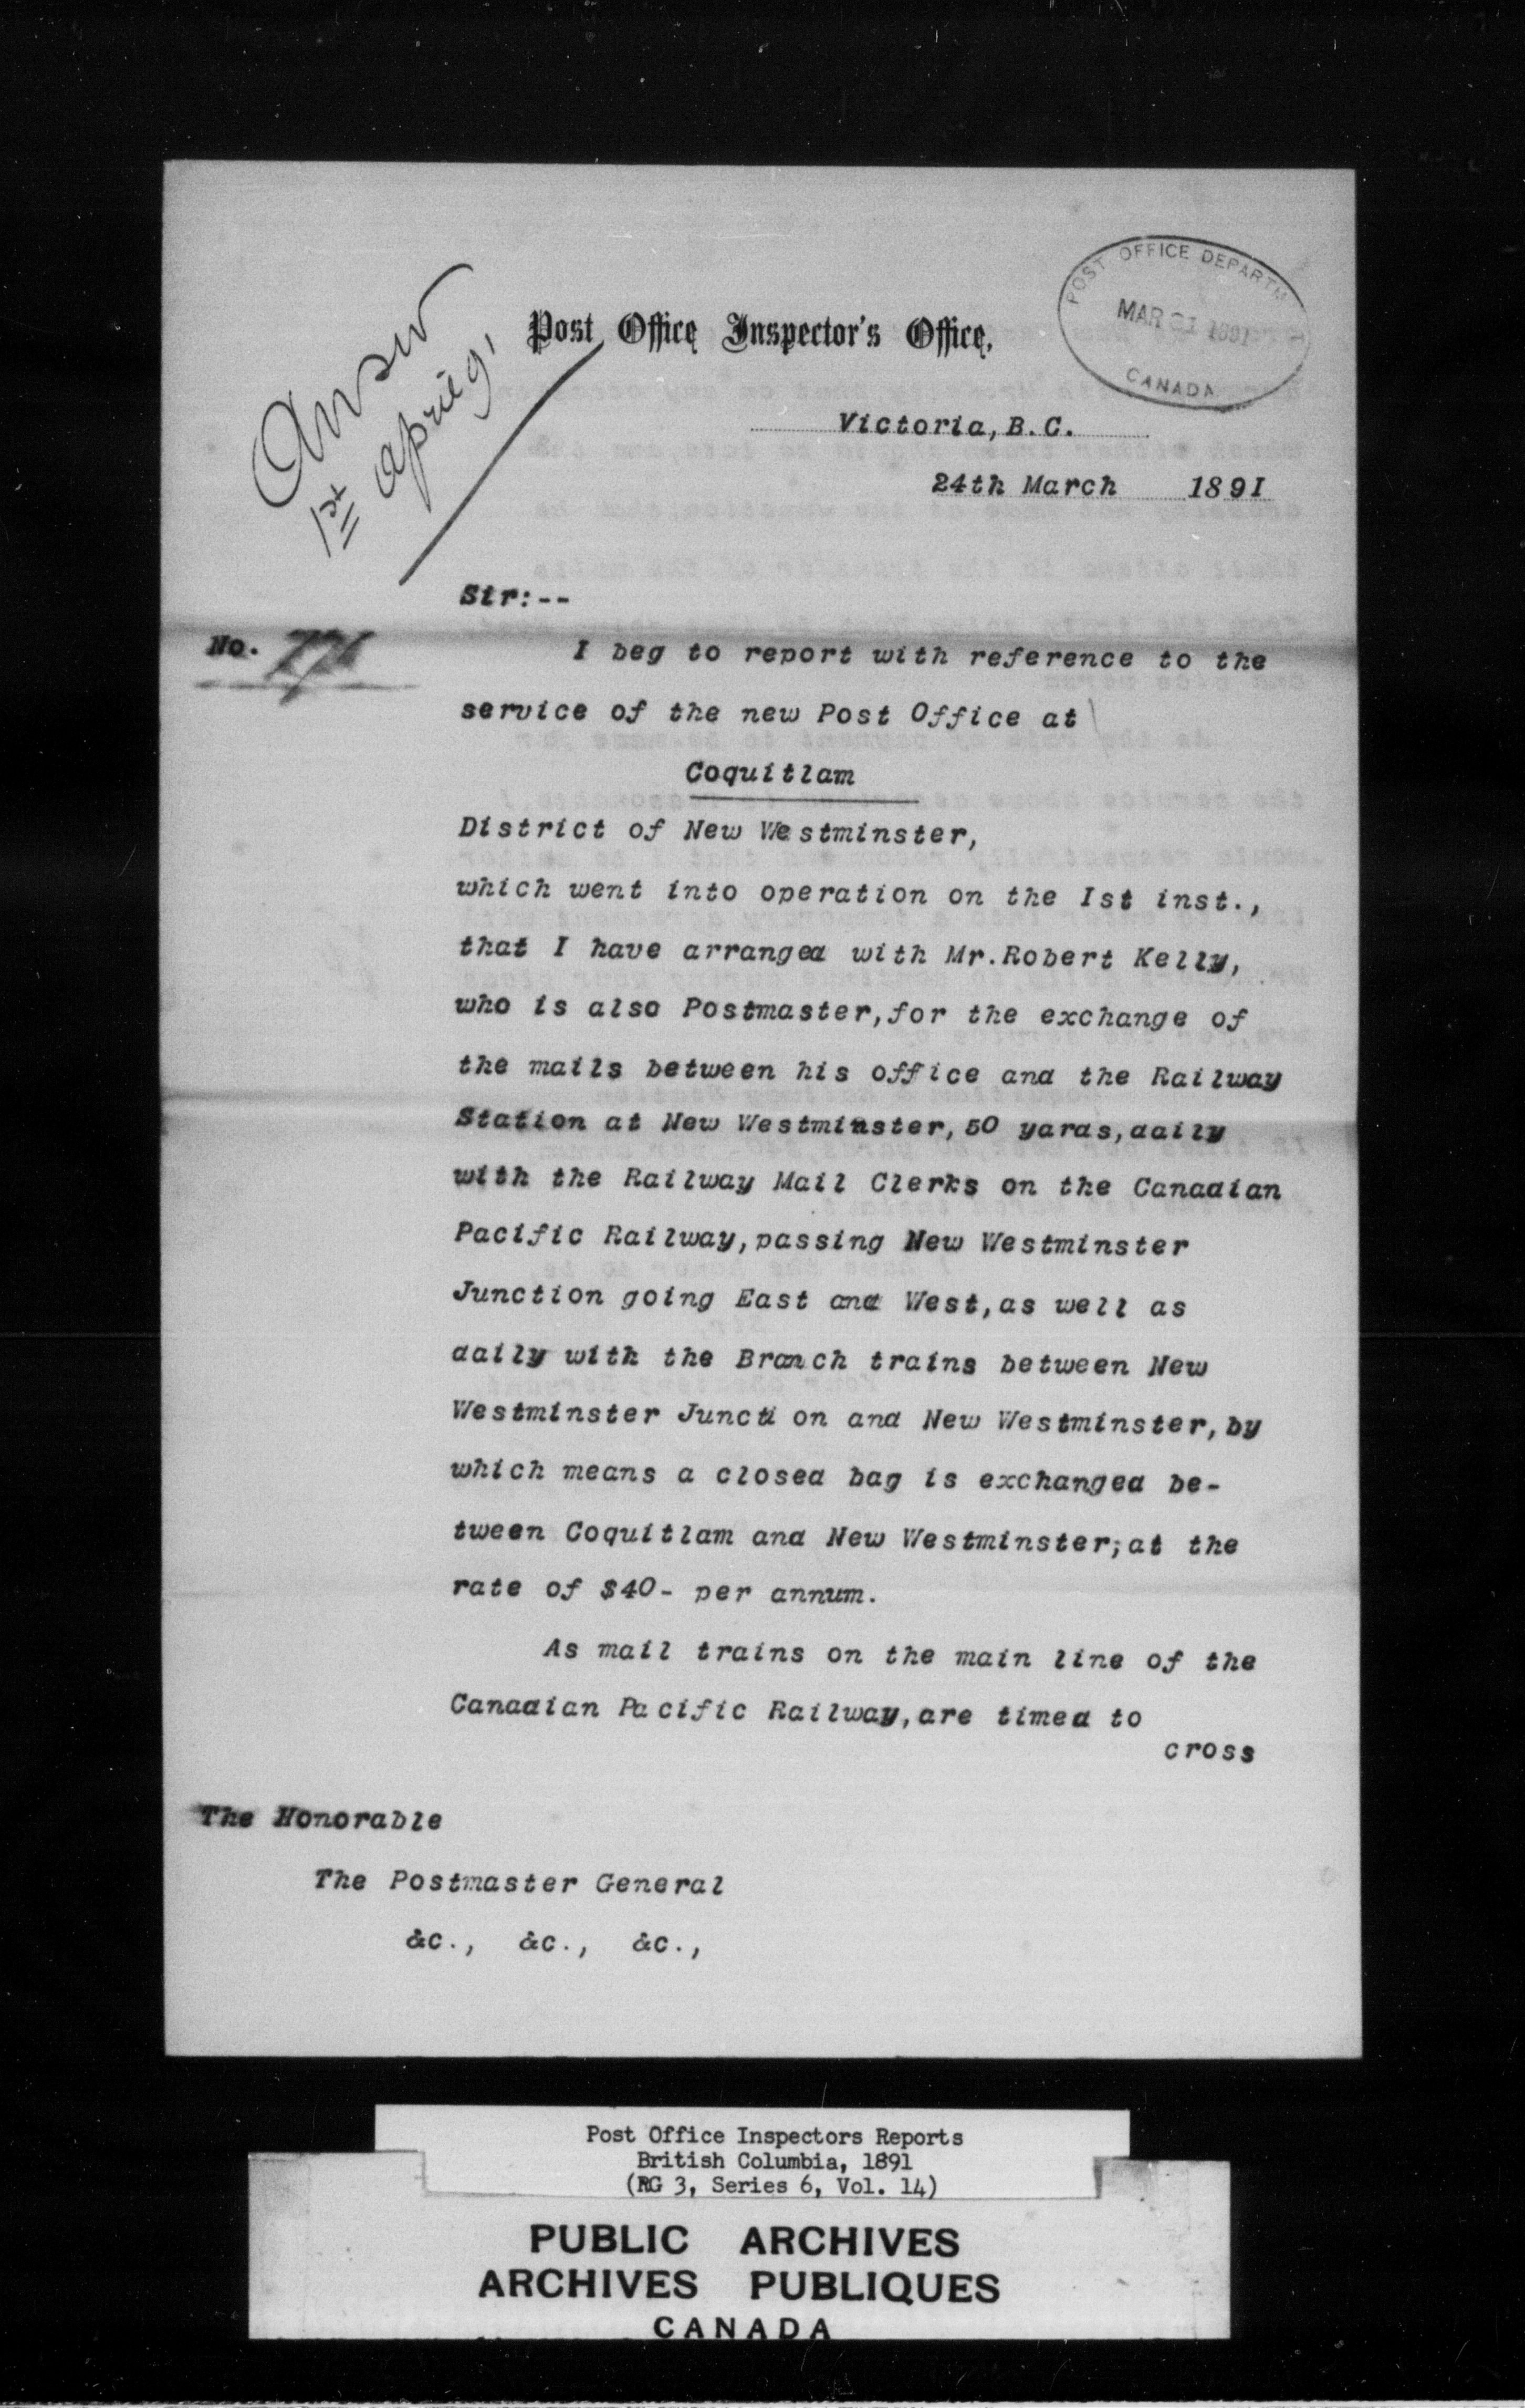 Answ
1st april 91
Post Office Inspector's Office,
POST OFFICE DEPARTM
MAR 31 1891
CANADA
Victoria, B.C.
24th March 1891
Sir:--
No. 776
I beg to report with reference to the
service of the new Post Office at
Coquitlam
District of New Westminster,
which went into operation on the Ist inst.,
that I have arranged with Mr.Robert Kelly,
who is also Postmaster,for the exchange of
the mails between his office and the Railway
Station at New Westminster,50 yards,daily
with the Railway Mail Clerks on the Canadian
Pacific Railway,passing New Westminster
Junction going East and West,as well as
daily with the Branch trains between New
Westminster Juncti on and New Westminster,by
which means a closed bag is exchanged be-
tween Coquitlam and New Westminster;at the
rate of $40- per annum.
As mail trains on the main line of the
Canadian Pacific Railway,are timed to
cross
The Honorable
The Postmaster General
&c., &c., &c.,
Post Office Inspectors Reports
British Columbia, 1891
(RG 3, Series 6, Vol. 14)
PUBLIC ARCHIVES
ARCHIVES PUBLIQUES
CANADA